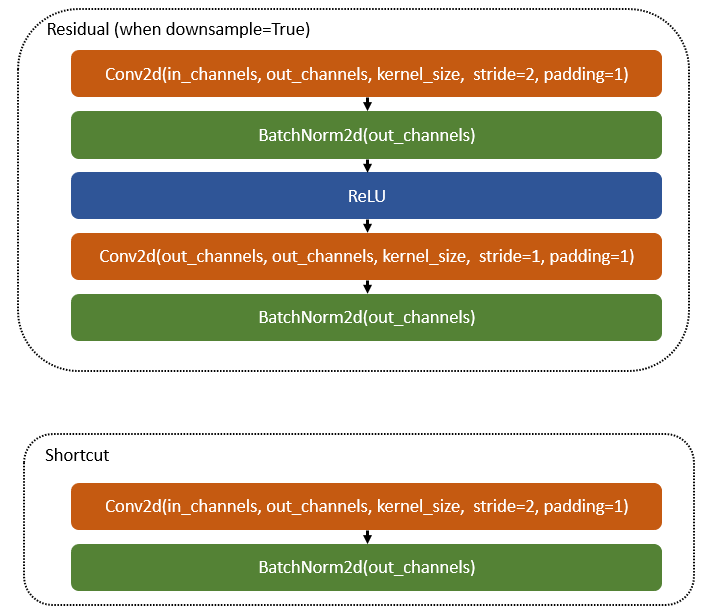 Residual (when downsample=True)
Conv2d(in_channels, out_channels, kernel_size,  stride=2, padding=1)
BatchNorm2d(out_channels)
ReLU
Conv2d(out_channels, out_channels, kernel_size,  stride=1, padding=1)
BatchNorm2d(out_channels)
Shortcut
Conv2d(in_channels, out_channels, kernel_size,  stride=2, padding=1)
BatchNorm2d(out_channels)